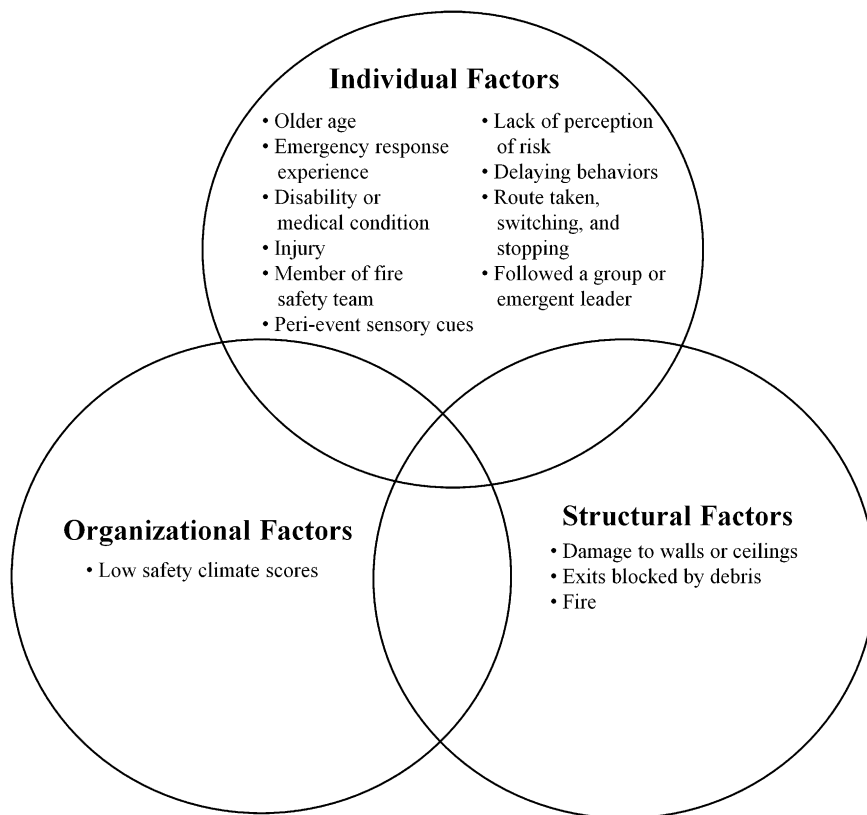 Individual Factors
• Older age
• Emergency response
experience
• Disability or
medical condition
• Injury
• Member of fire
safety team
• Peri-event sensory cues
• Lack of perception
of risk
• Delaying behaviors
• Route taken,
switching, and
stopping
• Followed a group or
emergent leader
Organizational Factors
• Low safety climate scores
Structural Factors
• Damage to walls or ceilings
• Exits blocked by debris
• Fire